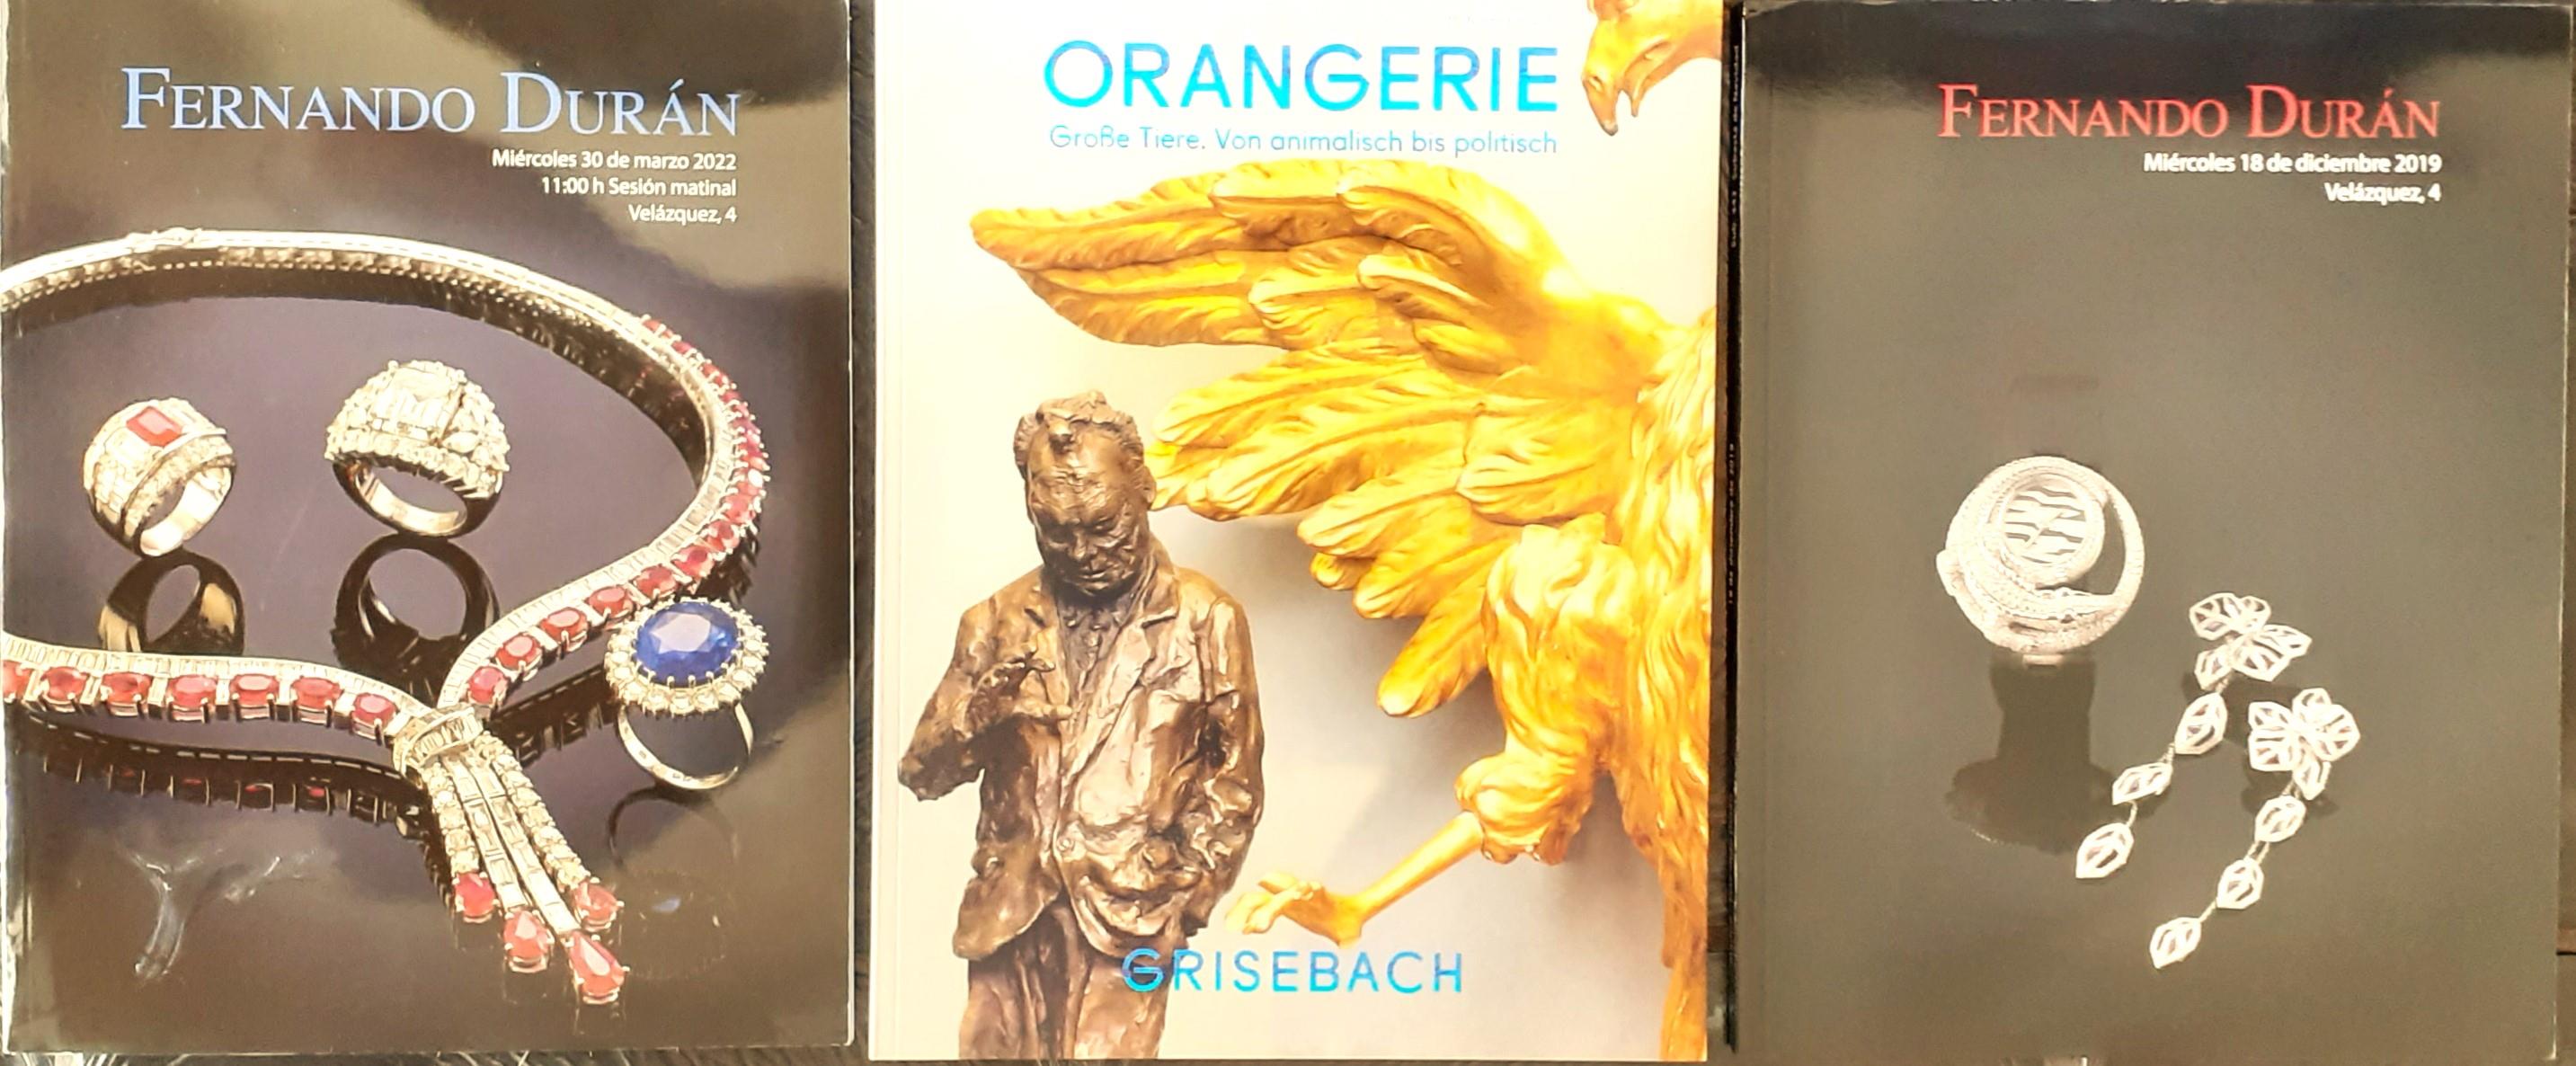 FERNANDO DURÁN
Miércoles 30 de marzo 2022
11:00 h Sesión matinal
Velázquez, 4
ORANGERIE
Große Tiere. Von animalisch bis politisch
GRISEBACH
FERNANDO DURÁN
Miércoles 18 de diciembre 2019
Velázquez, 4